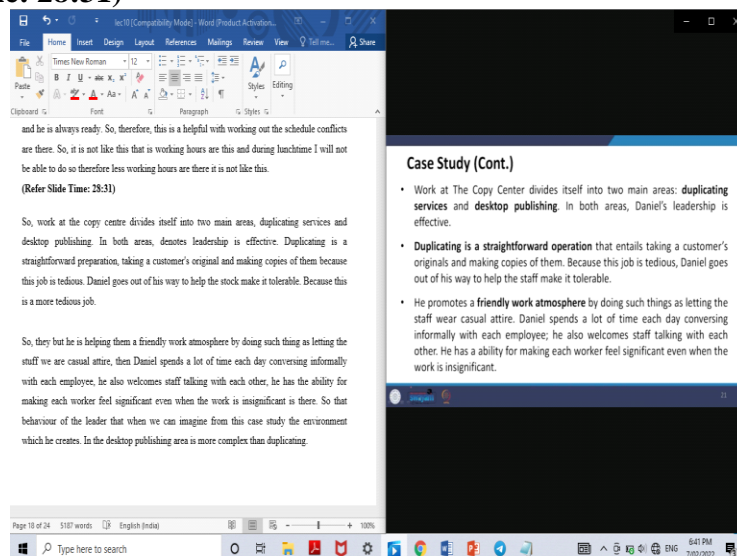 lec10 [Compatibility Mode] - Word (Product Activation...
File Home Insert Design Layout References Mailings Review View Tell me... Share
Times New Roman 12
Paste
B I U abc x, x²
Aa
Styles Editing
Clipboard Font Paragraph Styles
and he is always ready. So, therefore, this is a helpful with working out the schedule conflicts
are there. So, it is not like this that is working hours are this and during lunchtime I will not
be able to do so therefore less working hours are there it is not like this.
(Refer Slide Time: 28:31)
So, work at the copy centre divides itself into two main areas, duplicating services and
desktop publishing. In both areas, denotes leadership is effective. Duplicating is a
straightforward preparation, taking a customer's original and making copies of them because
this job is tedious. Daniel goes out of his way to help the stock make it tolerable. Because this
is a more tedious job.
So, they but he is helping them a friendly work atmosphere by doing such thing as letting the
stuff we are casual attire, then Daniel spends a lot of time each day conversing informally
with each employee, he also welcomes staff talking with each other, he has the ability for
making each worker feel significant even when the work is insignificant is there. So that
behaviour of the leader that when we can imagine from this case study the environment
which he creates. In the desktop publishing area is more complex than duplicating.
Page 18 of 24 5187 words English (India) 100%
Case Study (Cont.)
• Work at The Copy Center divides itself into two main areas: duplicating
services and desktop publishing. In both areas, Daniel's leadership is
effective.
• Duplicating is a straightforward operation that entails taking a customer's
originals and making copies of them. Because this job is tedious, Daniel goes
out of his way to help the staff make it tolerable.
• He promotes a friendly work atmosphere by doing such things as letting the
staff wear casual attire. Daniel spends a lot of time each day conversing
informally with each employee; he also welcomes staff talking with each
other. He has a ability for making each worker feel significant even when the
work is insignificant.
21
Type here to search
ENG
6:41 PM
7/02/2022